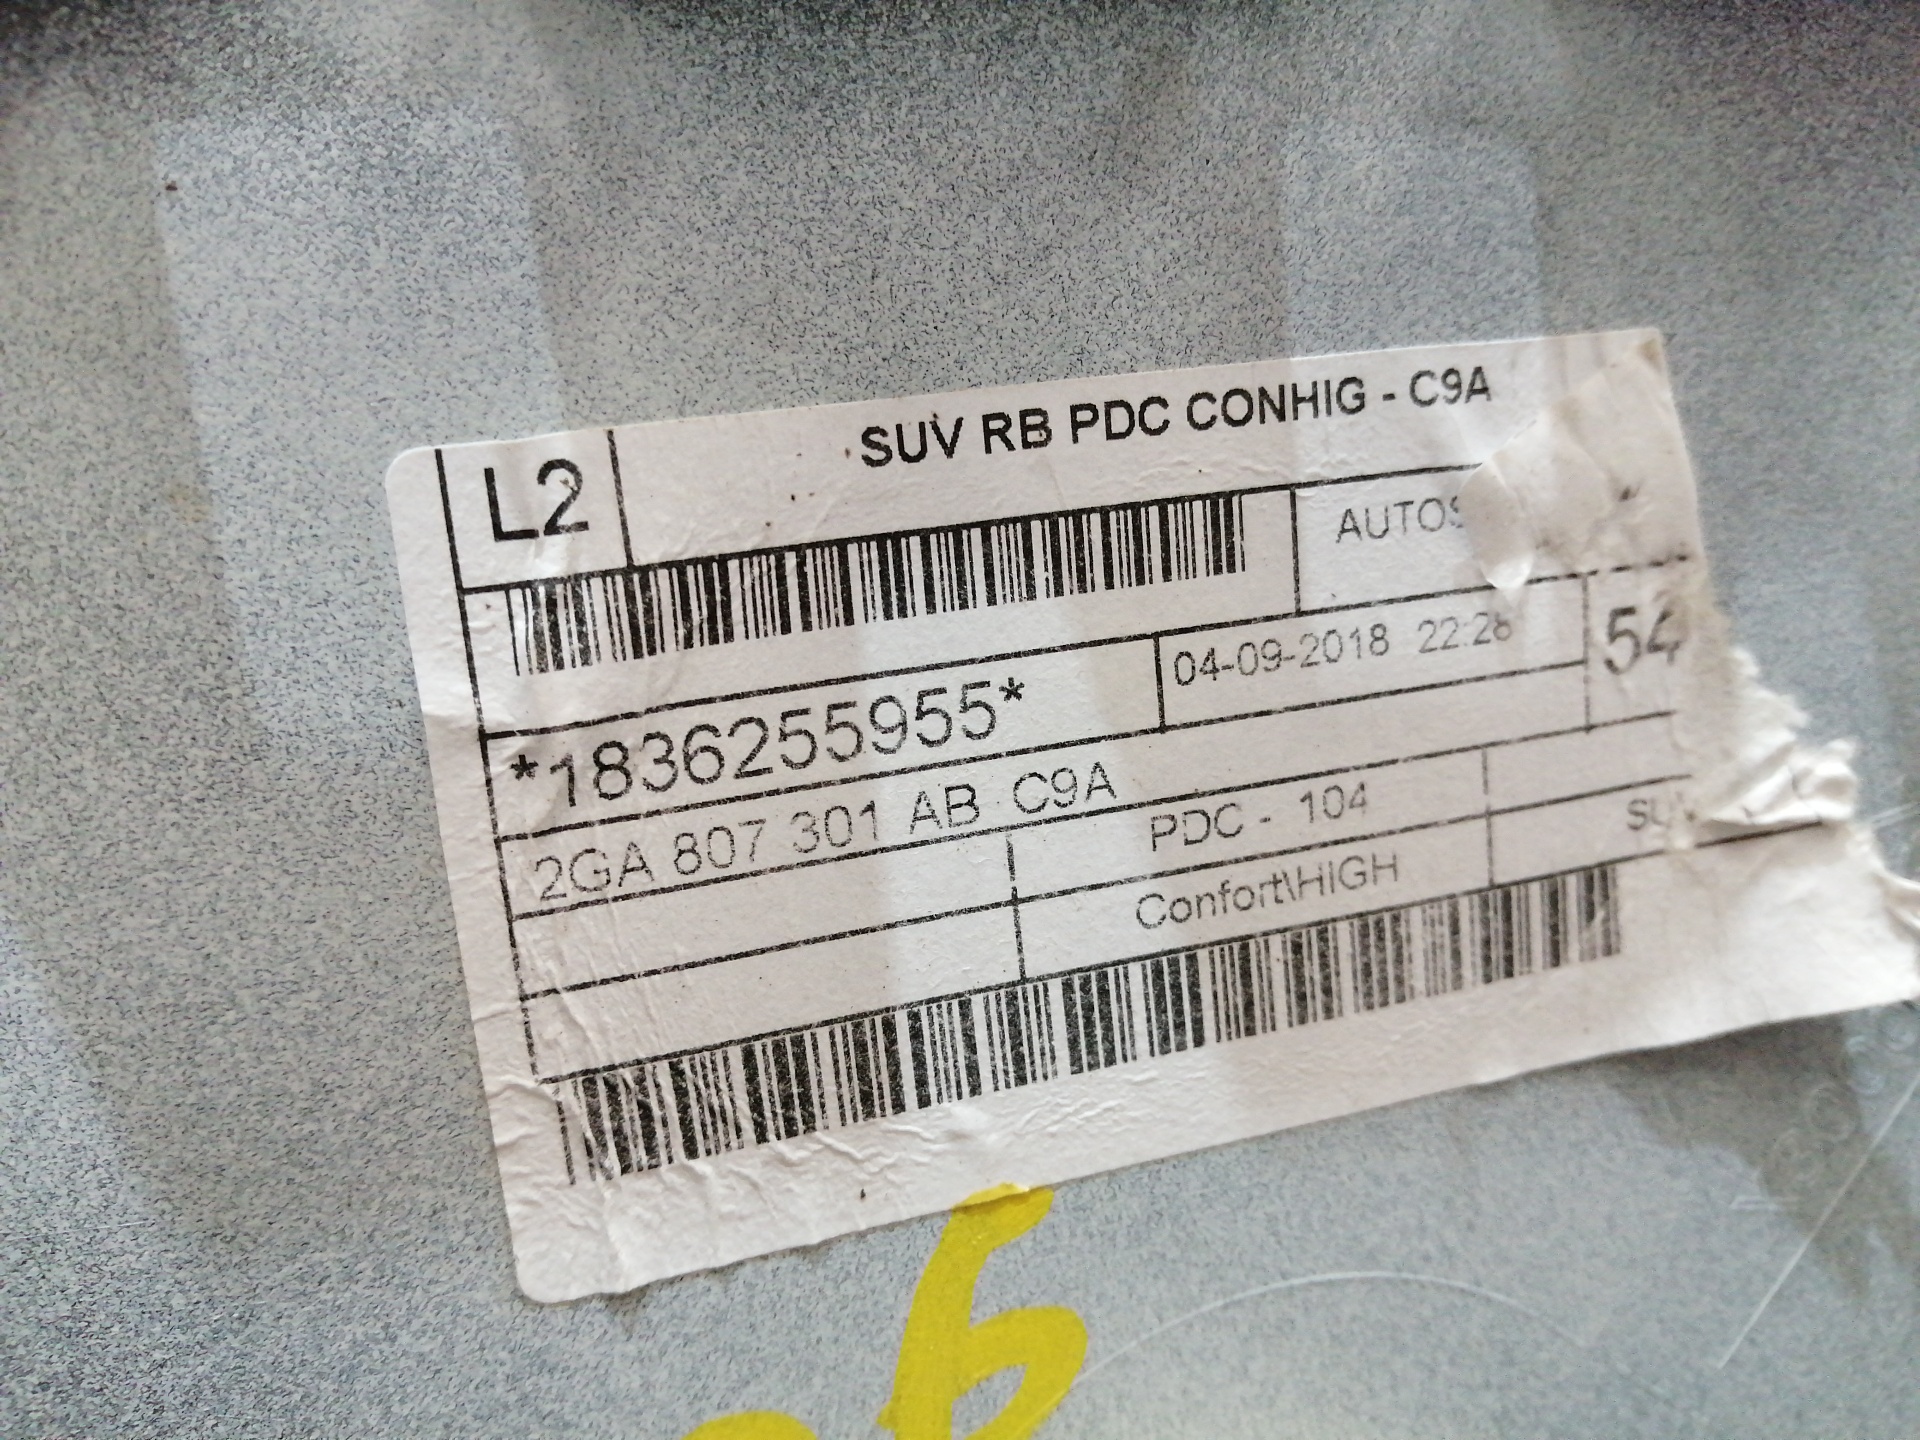 SUV RB PDC CONHIG - C9A
L2
AUTOS
04-09-2018 22:28
54
*1836255955*
2GA 807 301 AB C9A
PDC - 104
SU
Confort\HIGH